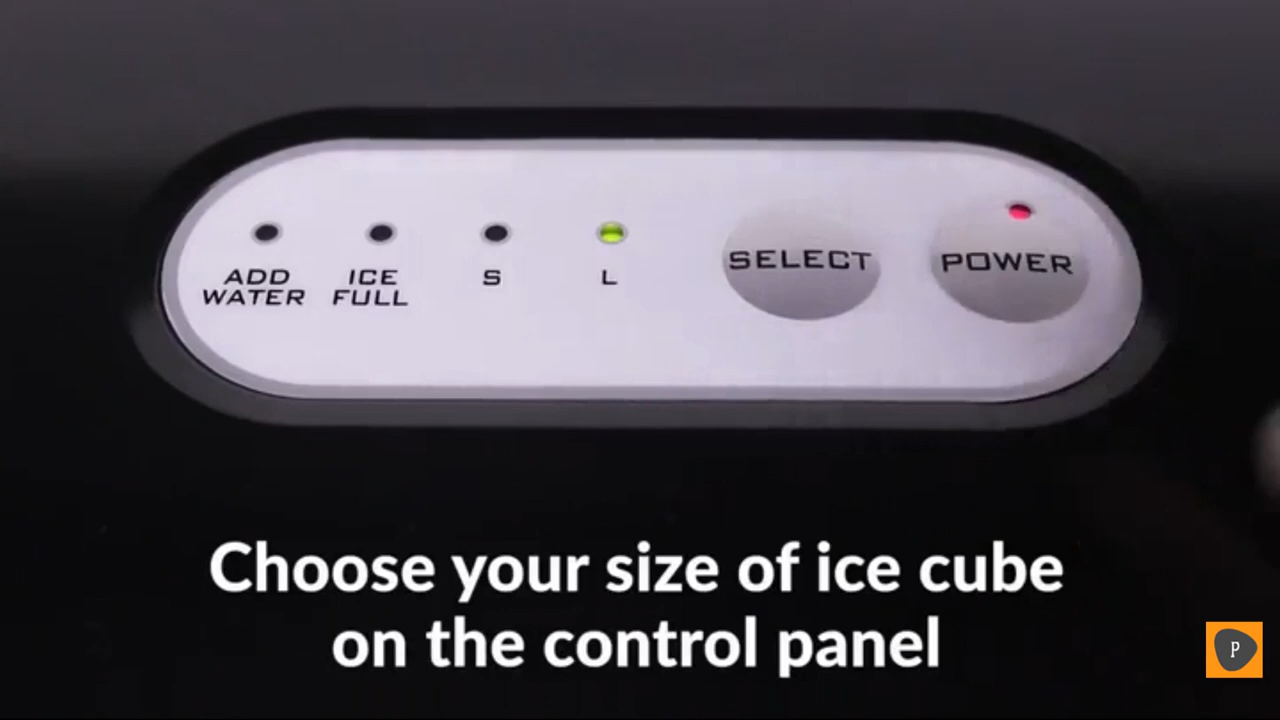 ADD WATER
ICE FULL
S
L
SELECT
POWER
Choose your size of ice cube
on the control panel
P